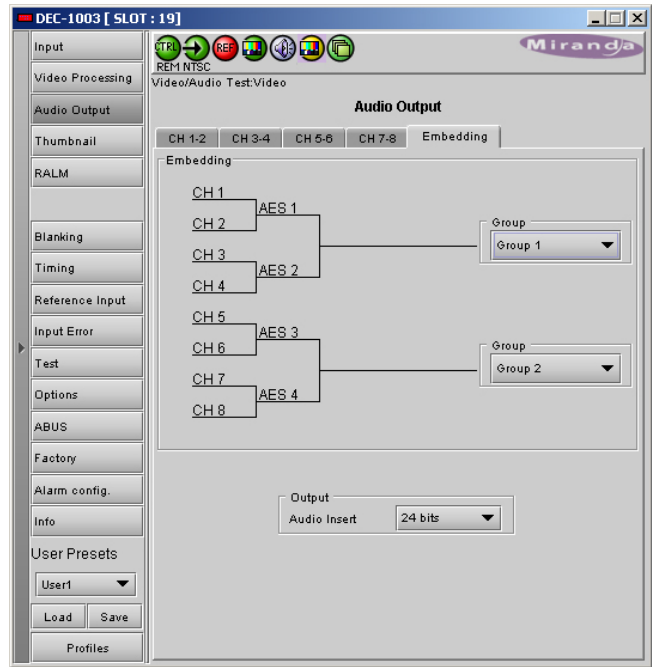 DEC-1003 [ SLOT : 19]
Input
Video Processing
Audio Output
Thumbnail
RALM
Blanking
Timing
Reference Input
Input Error
Test
Options
ABUS
Factory
Alarm config.
Info
User Presets
User1
Load Save
Profiles
CTRL REF
REM NTSC
Miranda
Video/Audio Test:Video
Audio Output
CH 1-2 CH 3-4 CH 5-6 CH 7-8 Embedding
Embedding
CH 1
AES 1
CH 2
CH 3
AES 2
CH 4
Group
Group 1
CH 5
AES 3
CH 6
CH 7
AES 4
CH 8
Group
Group 2
Output
Audio Insert 24 bits